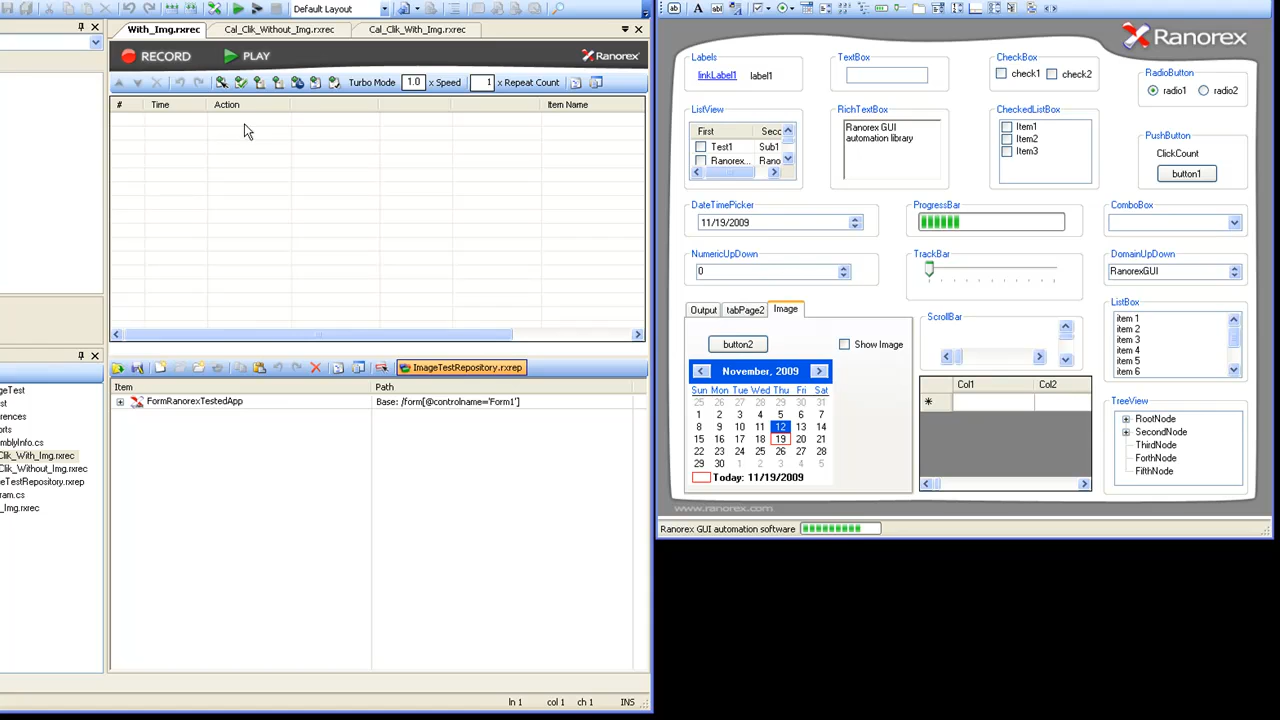 Default Layout
With_Img.rxrec
Cal_Clik_Without_Img.rxrec
Cal_Clik_With_Img.rxrec
RECORD
PLAY
Ranorex
Turbo Mode
1.0
x Speed
1
x Repeat Count
#
Time
Action
Item Name
ImageTestRepository.rxrep
Item
Path
FormRanorexTestedApp
Base: /form[@controlname='Form1']
geTest
st
rences
orts
emblyInfo.cs
Clik_With_Img.rxrec
Clik_Without_Img.rxrec
geTestRepository.rxrep
ram.cs
_Img.rxrec
ln 1
col 1
ch 1
INS
Ranorex
Labels
linkLabel1
label1
TextBox
CheckBox
check1
check2
RadioButton
radio1
radio2
ListView
First
Secc
Test1
Sub1
Ranorex...
Rano
RichTextBox
Ranorex GUI
automation library
CheckedListBox
Item1
Item2
Item3
PushButton
ClickCount
button1
DateTimePicker
11/19/2009
ProgressBar
ComboBox
NumericUpDown
0
TrackBar
DomainUpDown
RanorexGUI
Output
tabPage2
Image
button2
Show Image
November, 2009
Sun Mon Tue Wed Thu Fri Sat
25 26 27 28 29 30 31
1 2 3 4 5 6 7
8 9 10 11 12 13 14
15 16 17 18 19 20 21
22 23 24 25 26 27 28
29 30 1 2 3 4 5
Today: 11/19/2009
ScrollBar
Col1
Col2
ListBox
item 1
item 2
item 3
item 4
item 5
item 6
TreeView
RootNode
SecondNode
ThirdNode
ForthNode
FifthNode
www.ranorex.com
Ranorex GUI automation software